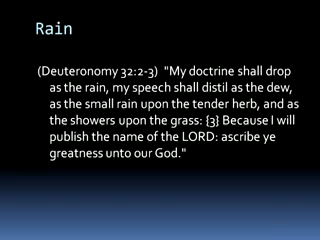 Rain
(Deuteronomy 32:2-3)  "My doctrine shall drop
as the rain, my speech shall distil as the dew,
as the small rain upon the tender herb, and as
the showers upon the grass: {3} Because I will
publish the name of the LORD: ascribe ye
greatness unto our God."